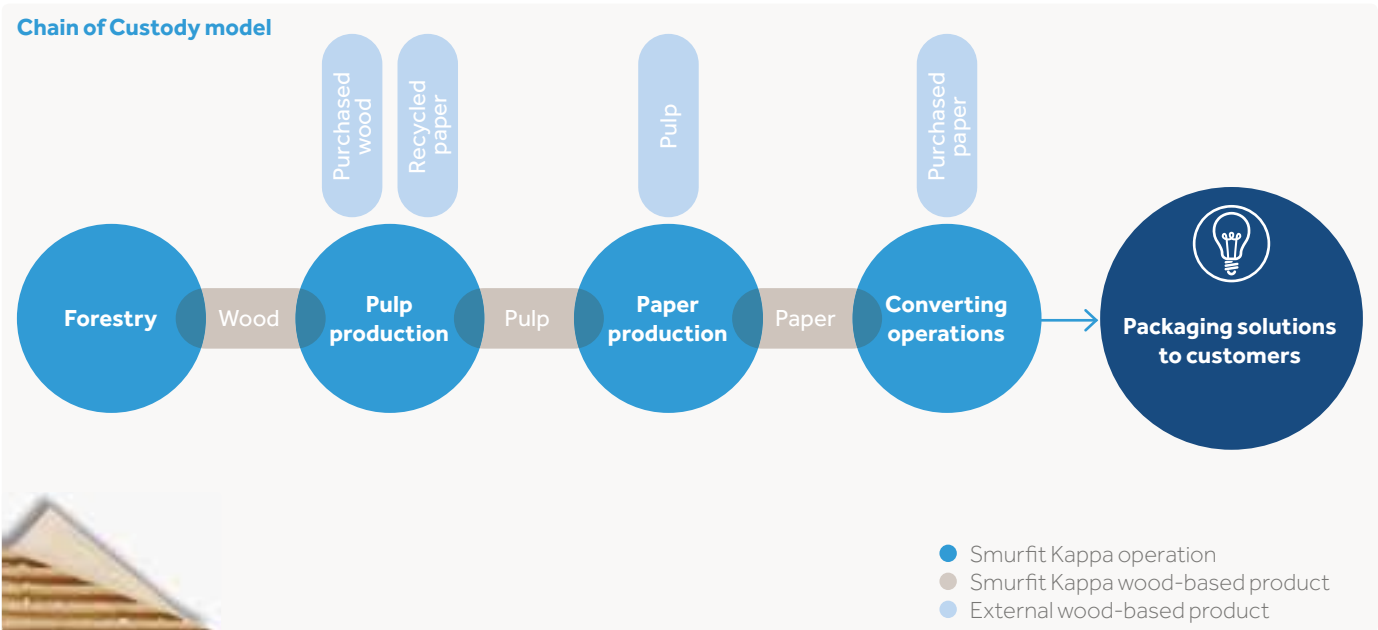 Chain of Custody model
Purchased
wood
Recycled
paper
Pulp
Purchased
paper
Forestry
Wood
Pulp
production
Pulp
Paper
production
Paper
Converting
operations
Packaging solutions
to customers
Smurfit Kappa operation
Smurfit Kappa wood-based product
External wood-based product